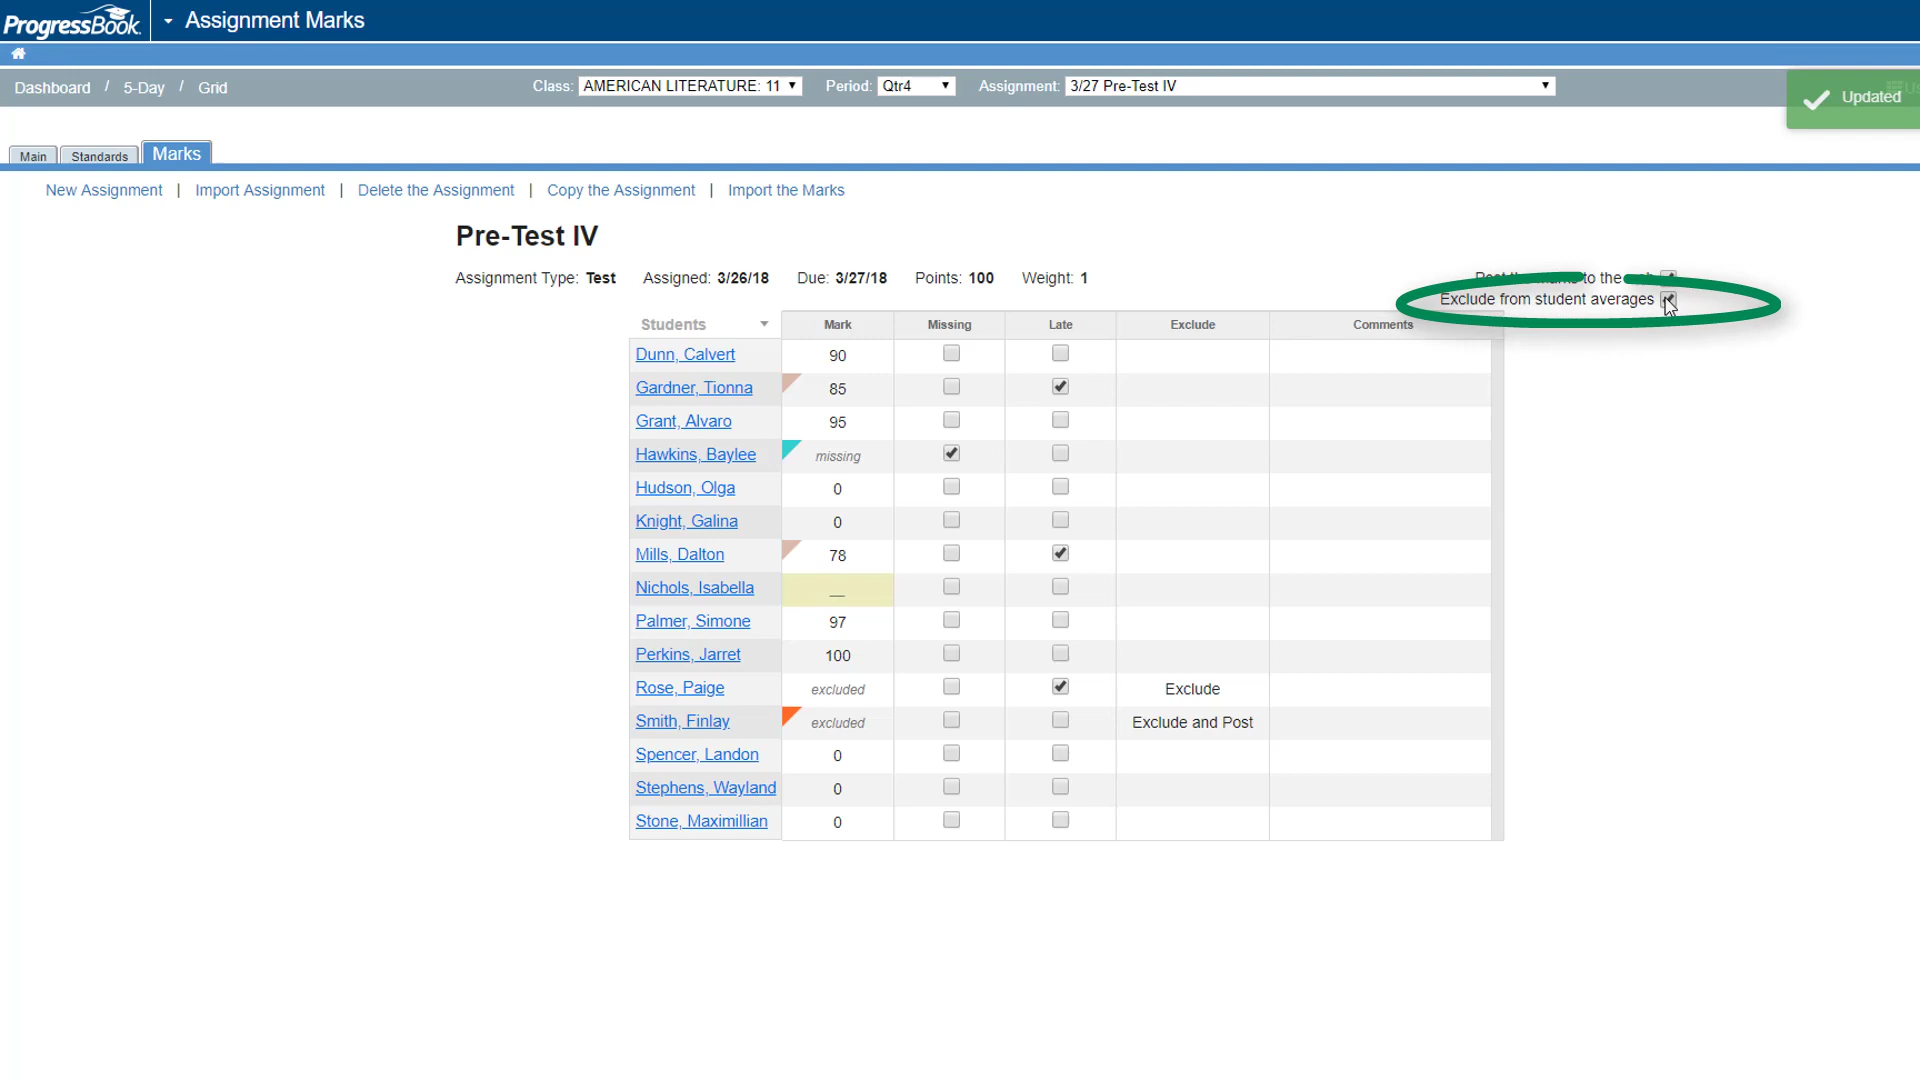 ProgressBook Assignment Marks
Dashboard / 5-Day / Grid Class: AMERICAN LITERATURE: 11 Period: Qtr4 Assignment: 3/27 Pre-Test IV
Updated
Main Standards Marks
New Assignment | Import Assignment | Delete the Assignment | Copy the Assignment | Import the Marks
Pre-Test IV
Assignment Type: Test Assigned: 3/26/18 Due: 3/27/18 Points: 100 Weight: 1 to the
Exclude from student averages
Students Mark Missing Late Exclude Comments
Dunn, Calvert 90
Gardner, Tionna 85
Grant, Alvaro 95
Hawkins, Baylee missing
Hudson, Olga 0
Knight, Galina 0
Mills, Dalton 78
Nichols, Isabella __
Palmer, Simone 97
Perkins, Jarret 100
Rose, Paige excluded Exclude
Smith, Finlay excluded Exclude and Post
Spencer, Landon 0
Stephens, Wayland 0
Stone, Maximillian 0